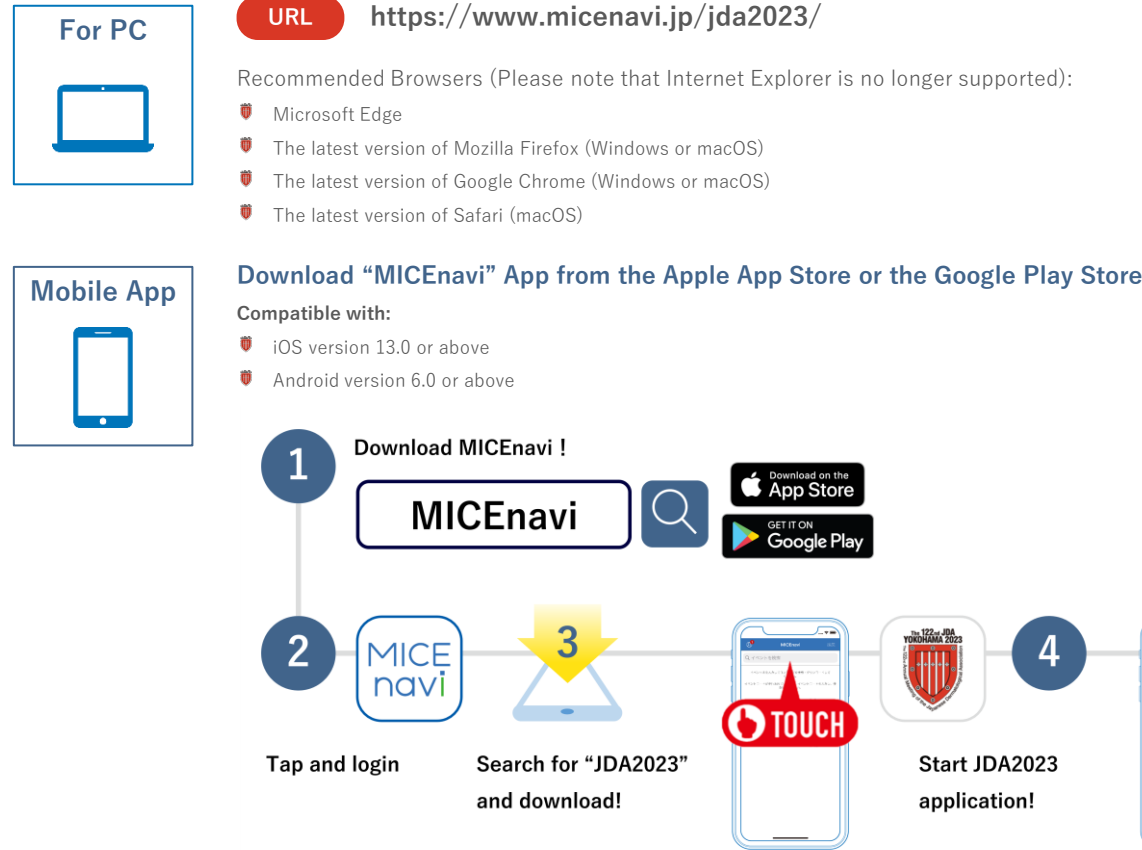 For PC
URL
https://www.micenavi.jp/jda2023/
Recommended Browsers (Please note that Internet Explorer is no longer supported):
Microsoft Edge
The latest version of Mozilla Firefox (Windows or macOS)
The latest version of Google Chrome (Windows or macOS)
The latest version of Safari (macOS)
Mobile App
Download “MICEnavi” App from the Apple App Store or the Google Play Store
Compatible with:
iOS version 13.0 or above
Android version 6.0 or above
1
Download MICEnavi !
MICEnavi
Download on the
App Store
GET IT ON
Google Play
2
MICE
navi
Tap and login
3
Search for “JDA2023”
and download!
MICEnavi
TOUCH
The 122nd JDA
YOKOHAMA 2023
4
Start JDA2023
application!